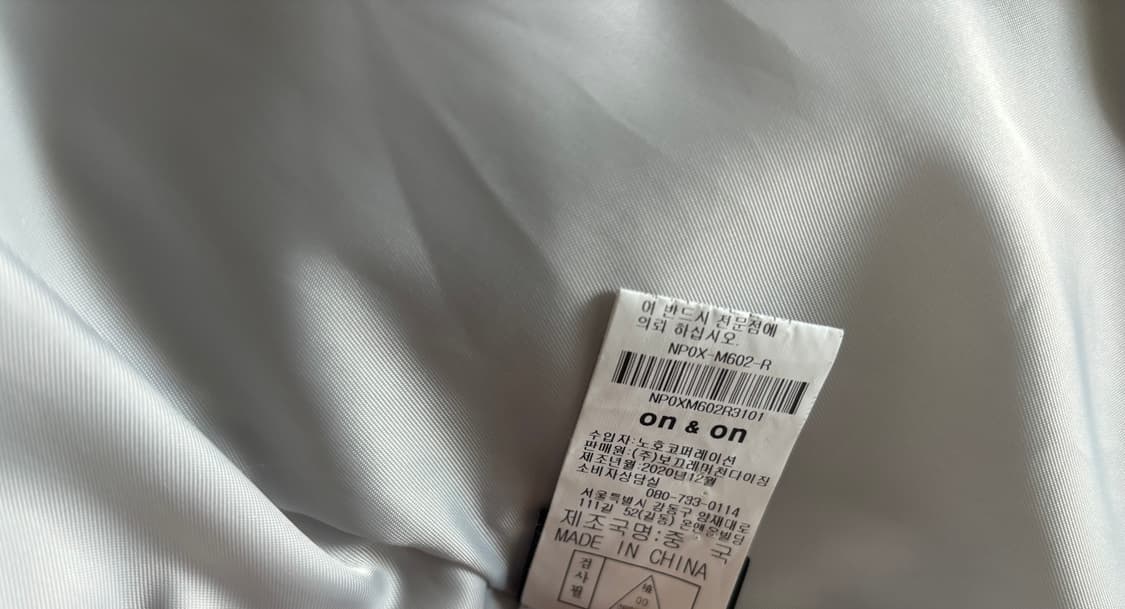 이 반드시 전문점에
의뢰 하십시오.
NP0X-M602-R
NP0XM602R3101
on & on
수입자:노호코퍼레이션
판매원:(주)보끄레머천다이징
제조년월:2020년12월
소비자상담실
080-733-0114
서울특별시 강동구 양재대로
111길 52(길동) 온앤온빌딩
제조국명:중 국
MADE IN CHINA
검사필